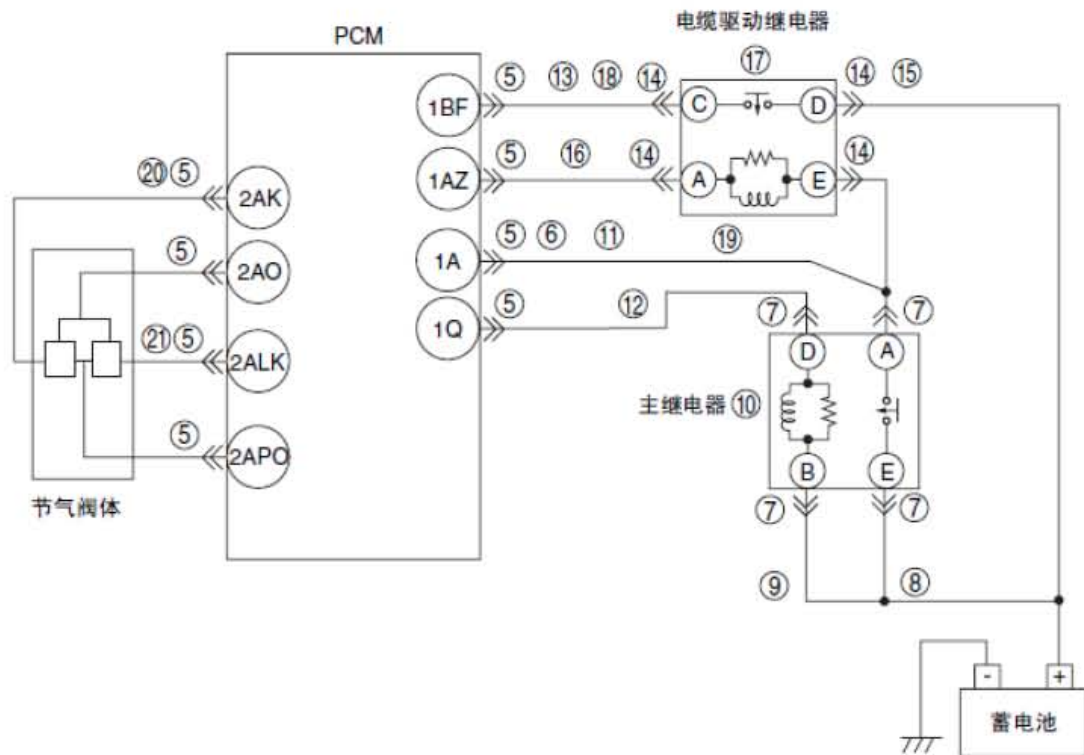 电缆驱动继电器
PCM
⑰
⑤ ⑬ ⑱ ⑭
⑭ ⑮
1BF
C
D
⑤ ⑯ ⑭
⑭
1AZ
A
E
⑳ ⑤
2AK
⑤ ⑥ ⑪ ⑲
1A
⑤
2AO
⑤ ⑫
1Q
⑦ ⑦
D
A
㉑ ⑤
2ALK
主继电器 ⑩
⑤
2APO
B
E
节气阀体
⑦ ⑦
⑨ ⑧
- +
蓄电池